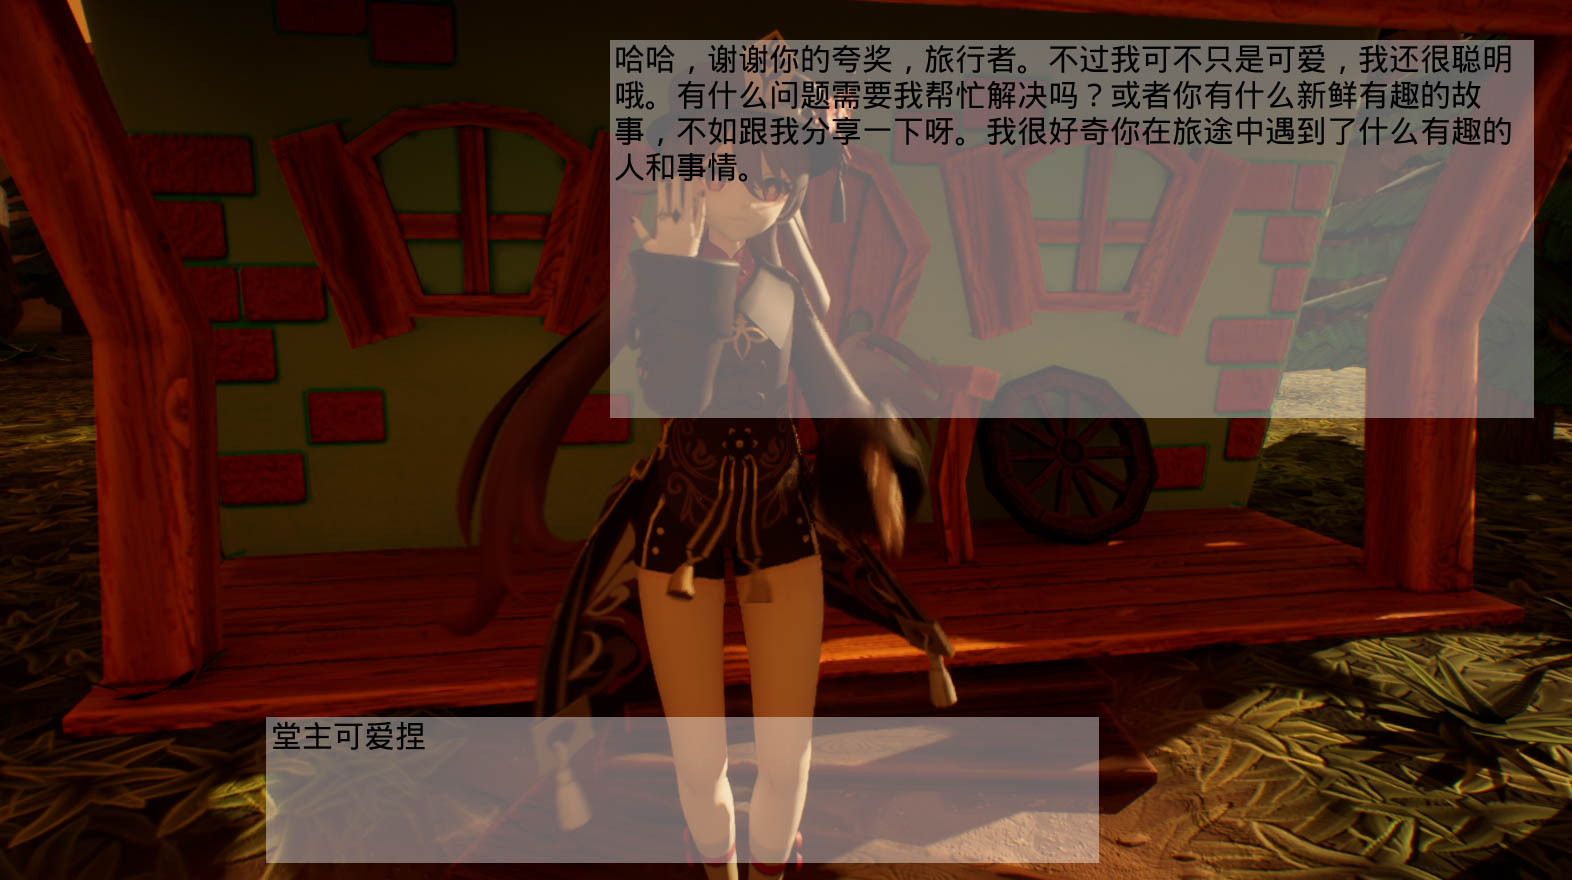 哈哈，谢谢你的夸奖，旅行者。不过我可不只是可爱，我还很聪明
哦。有什么问题需要我帮忙解决吗？或者你有什么新鲜有趣的故
事，不如跟我分享一下呀。我很好奇你在旅途中遇到了什么有趣的
人和事情。
堂主可爱捏